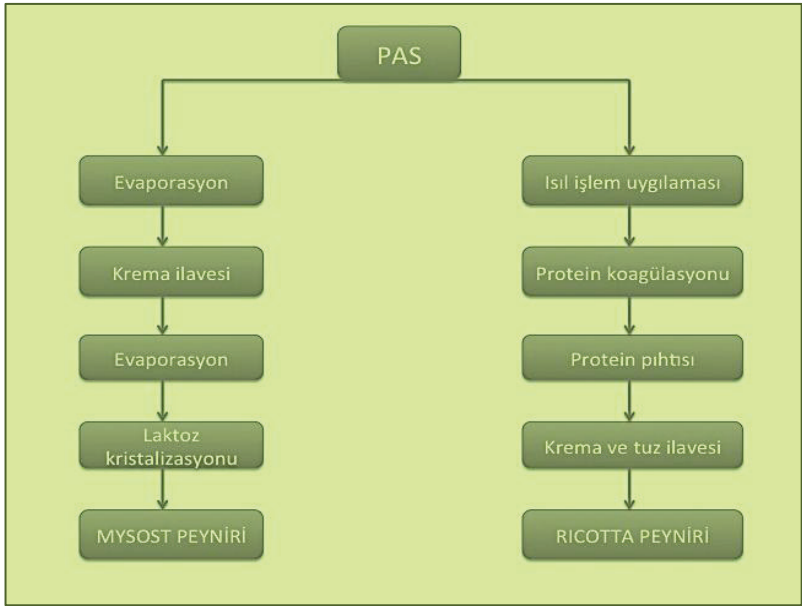 PAS
Evaporasyon
Krema ilavesi
Evaporasyon
Laktoz
kristalizasyonu
MYSOST PEYNİRİ
Isıl işlem uygılaması
Protein koagülasyonu
Protein pıhtısı
Krema ve tuz ilavesi
RICOTTA PEYNİRİ